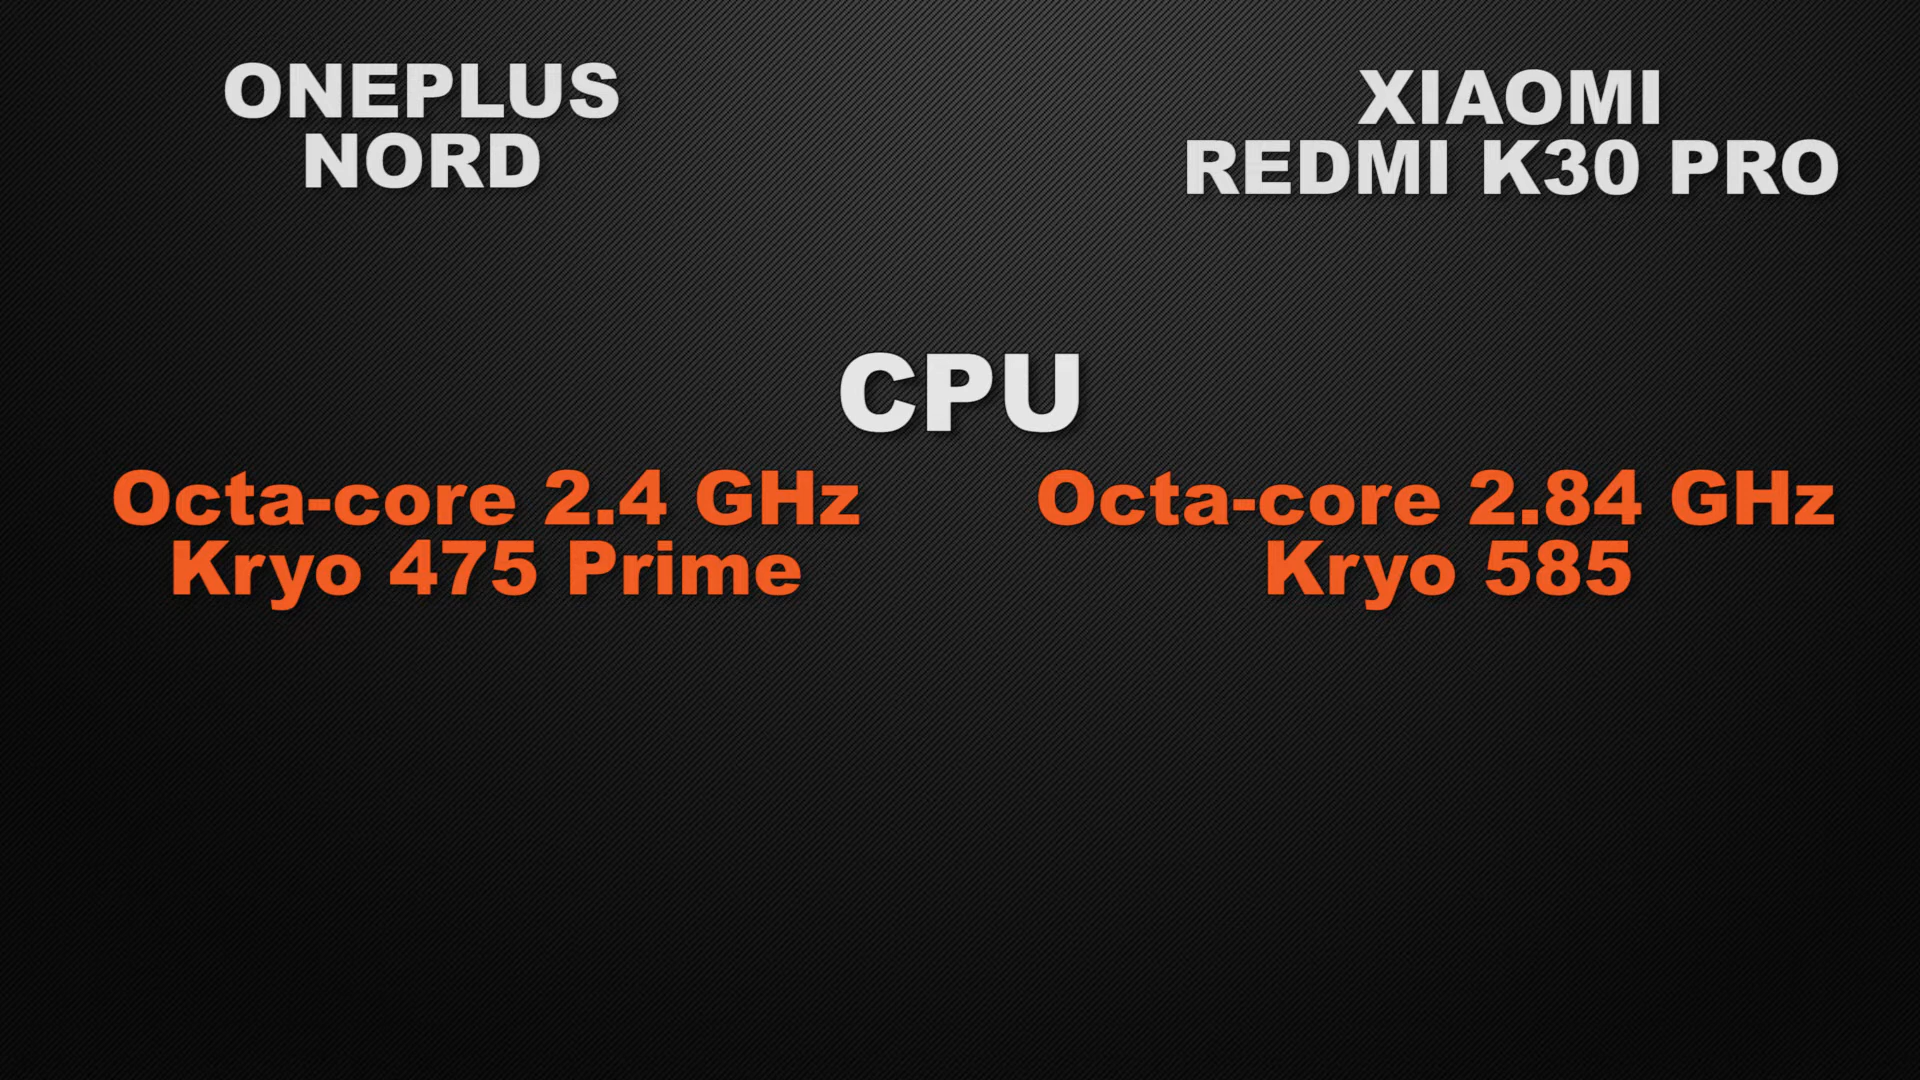 ONEPLUS
NORD
XIAOMI
REDMI K30 PRO
CPU
Octa-core 2.4 GHz
Kryo 475 Prime
Octa-core 2.84 GHz
Kryo 585